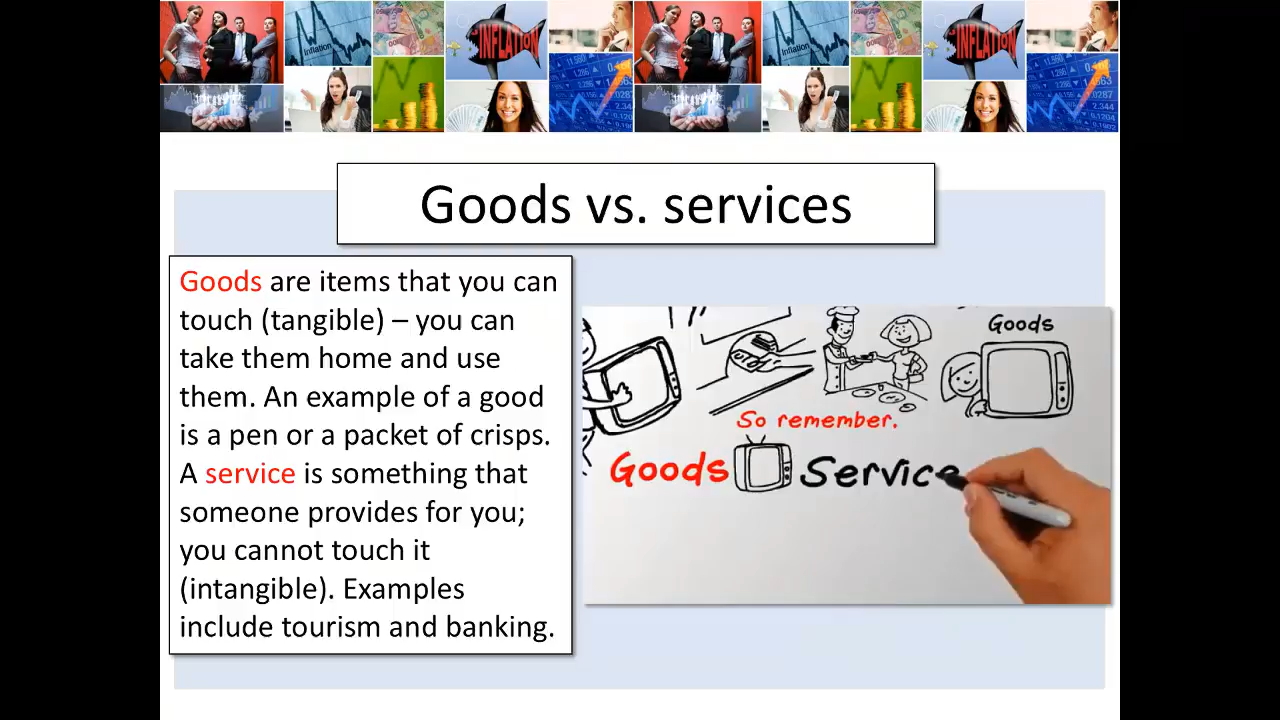 Inflation
INFLATION
Inflation
INFLATION
Goods vs. services
Goods are items that you can
touch (tangible) – you can
take them home and use
them. An example of a good
is a pen or a packet of crisps.
A service is something that
someone provides for you;
you cannot touch it
(intangible). Examples
include tourism and banking.
Goods
So remember.
Goods Service